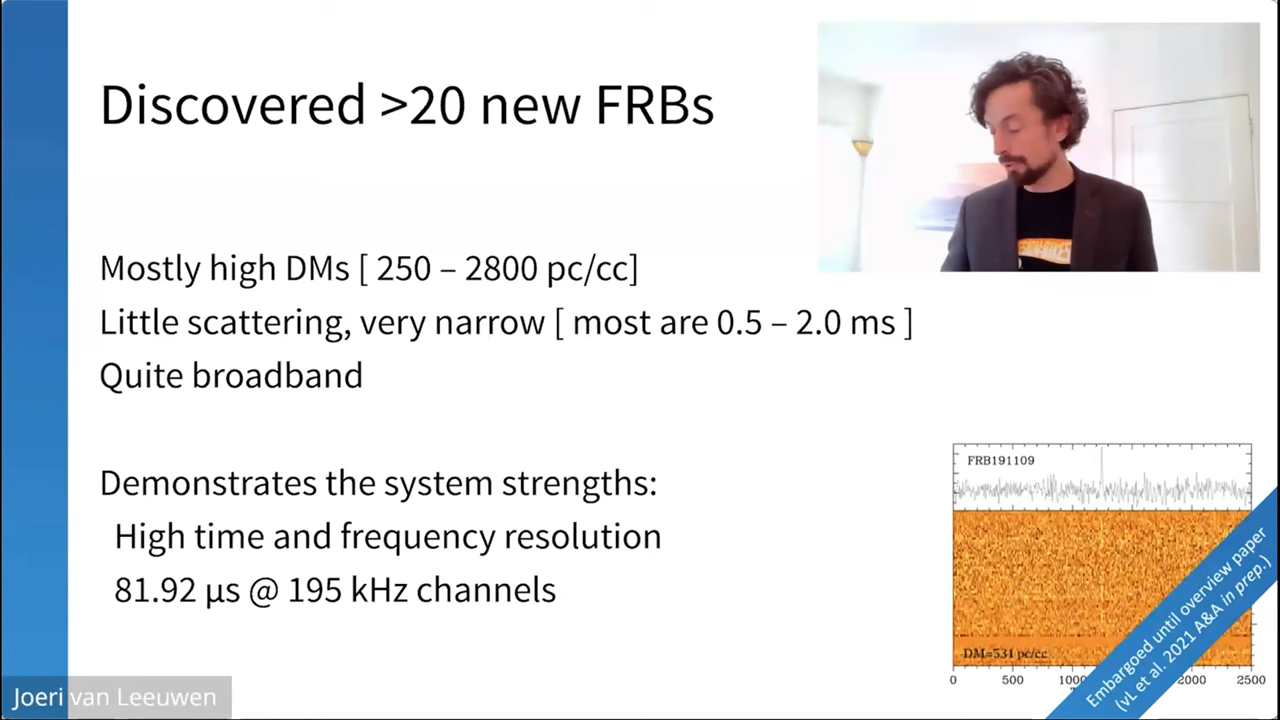 Discovered >20 new FRBs
Mostly high DMs [ 250 – 2800 pc/cc]
Little scattering, very narrow [ most are 0.5 – 2.0 ms ]
Quite broadband
Demonstrates the system strengths:
High time and frequency resolution
81.92 µs @ 195 kHz channels
FRB191109
DM=531 pc/cc
0 500 1000 2000 2500
Embargoed until overview paper
(vL et al. 2021 A&A in prep.)
Joeri van Leeuwen